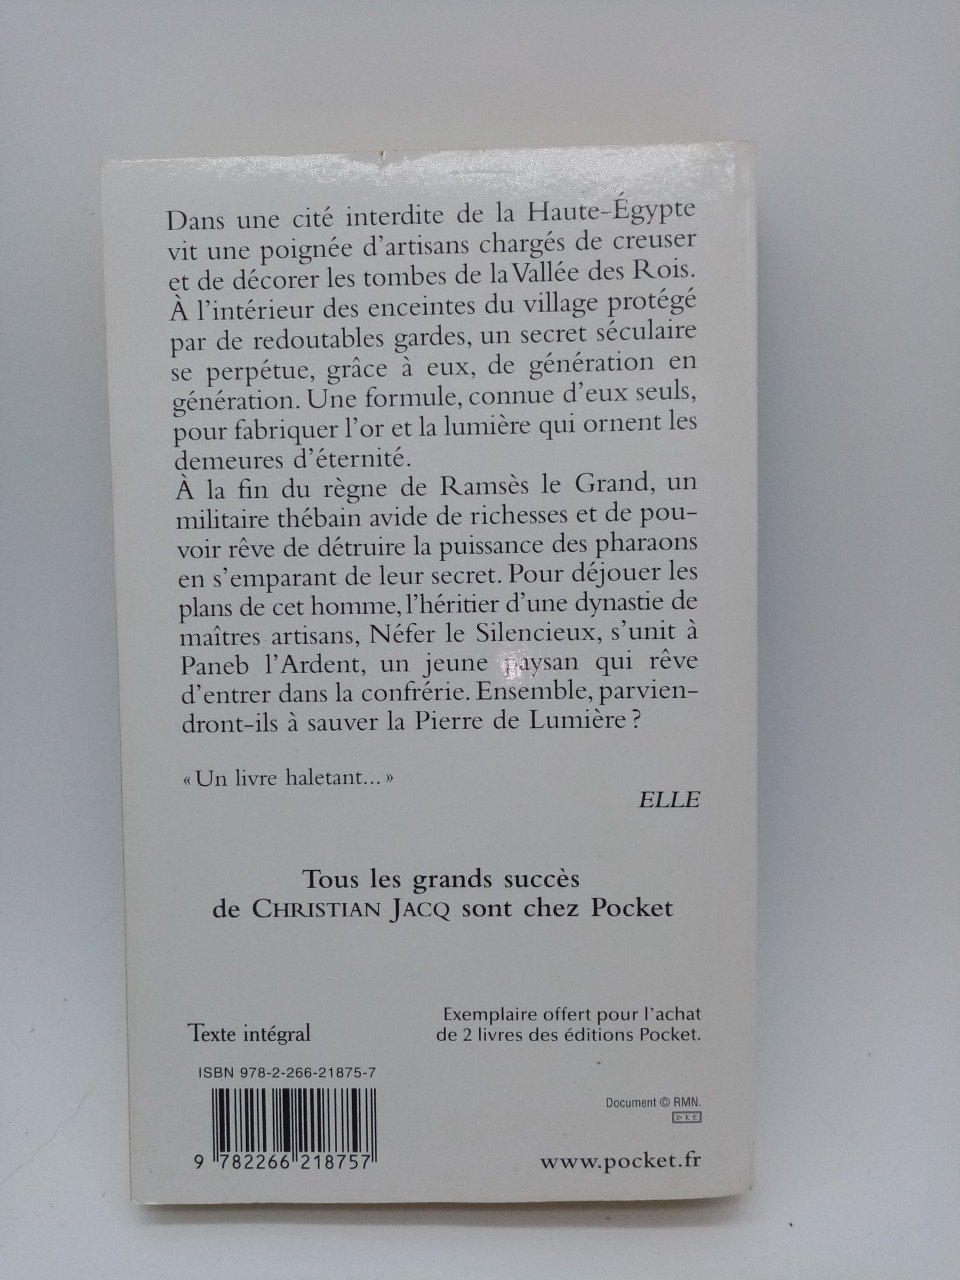 Dans une cité interdite de la Haute-Égypte
vit une poignée d'artisans chargés de creuser
et de décorer les tombes de la Vallée des Rois.
À l'intérieur des enceintes du village protégé
par de redoutables gardes, un secret séculaire
se perpétue, grâce à eux, de génération en
génération. Une formule, connue d'eux seuls,
pour fabriquer l'or et la lumière qui ornent les
demeures d'éternité.
À la fin du règne de Ramsès le Grand, un
militaire thébain avide de richesses et de pou-
voir rêve de détruire la puissance des pharaons
en s'emparant de leur secret. Pour déjouer les
plans de cet homme, l'héritier d'une dynastie de
maîtres artisans, Néfer le Silencieux, s'unit à
Paneb l'Ardent, un jeune paysan qui rêve
d'entrer dans la confrérie. Ensemble, parvien-
dront-ils à sauver la Pierre de Lumière ?
« Un livre haletant... »
ELLE
Tous les grands succès
de CHRISTIAN JACQ sont chez Pocket
Exemplaire offert pour l'achat
de 2 livres des éditions Pocket.
Texte intégral
ISBN 978-2-266-21875-7
9 782266 218757
Document © RMN.
www.pocket.fr